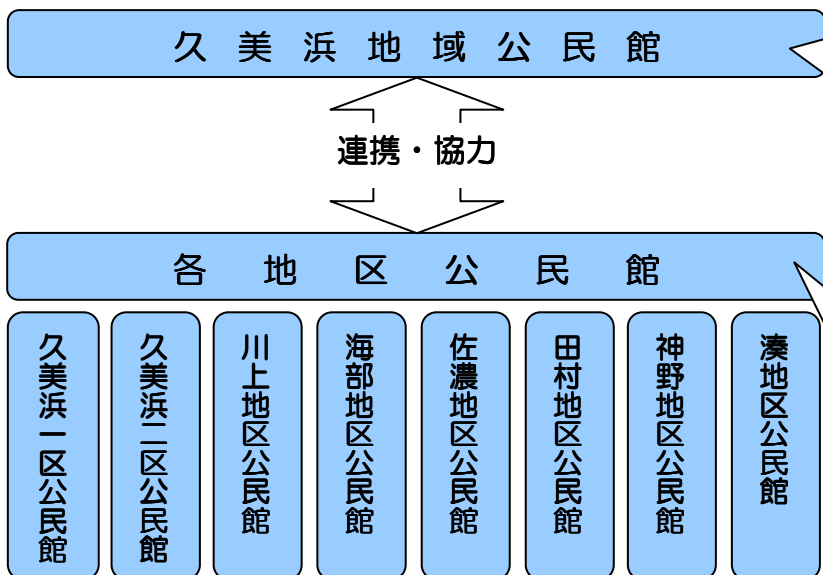 久美浜地域公民館
連携・協力
各地区公民館
久美浜一区公民館
久美浜二区公民館
川上地区公民館
海部地区公民館
佐濃地区公民館
田村地区公民館
神野地区公民館
湊地区公民館